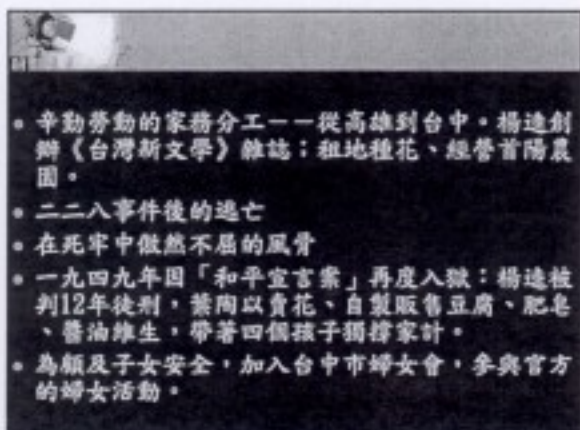 • 辛勤勞動的家務分工——從高雄到台中。楊逵創
辦《台灣新文學》雜誌；租地種花、經營首陽農
園。
• 二二八事件後的逃亡
• 在死牢中傲然不屈的風骨
• 一九四九年因「和平宣言案」再度入獄：楊逵被
判12年徒刑，葉陶以賣花、自製販售豆腐、肥皂
、醬油維生，帶著四個孩子獨撐家計。
• 為顧及子女安全，加入台中市婦女會，參與官方
的婦女活動。